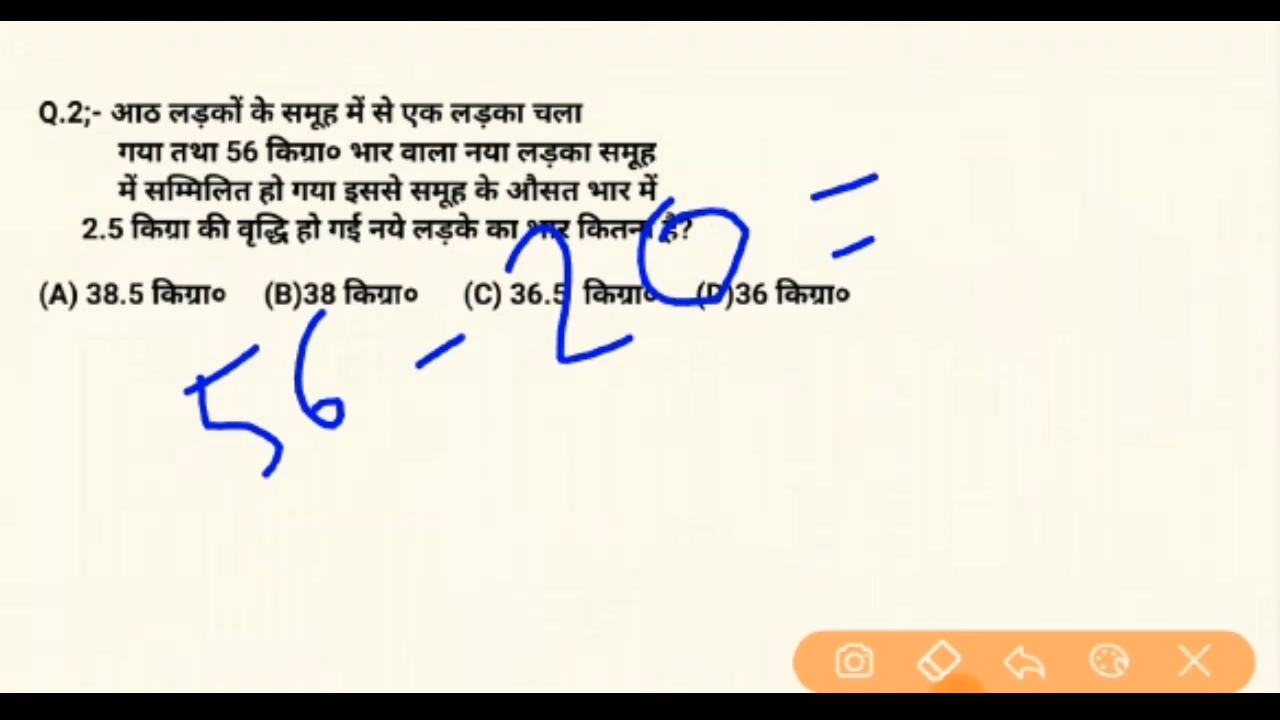 Q.2;- आठ लड़कों के समूह में से एक लड़का चला
गया तथा 56 किग्रा० भार वाला नया लड़का समूह
में सम्मिलित हो गया इससे समूह के औसत भार में
2.5 किग्रा की वृद्धि हो गई नये लड़के का भार कितना है?
(A) 38.5 किग्रा० (B)38 किग्रा० (C) 36.5 किग्रा० (D)36 किग्रा०
56 - 20 =